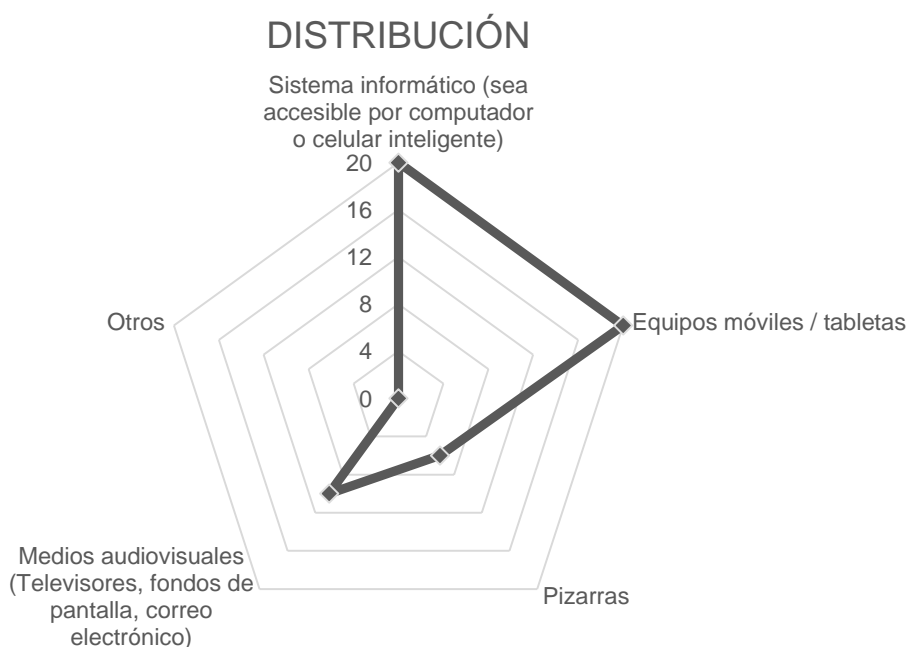 DISTRIBUCIÓN
Sistema informático (sea
accesible por computador
o celular inteligente)
20
16
12
8
4
0
Otros
Equipos móviles / tabletas
Medios audiovisuales
(Televisores, fondos de
pantalla, correo
electrónico)
Pizarras